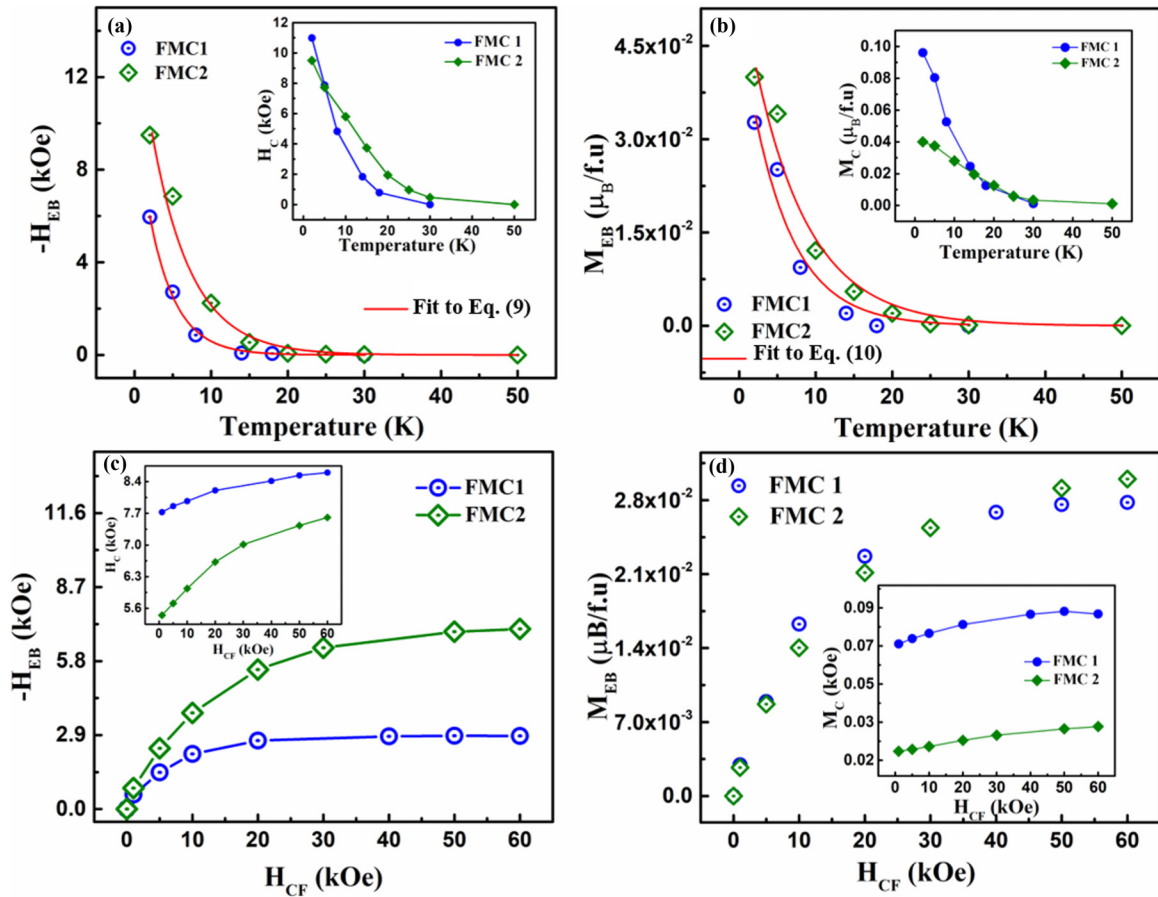 (a)
FMC1
FMC2
-H_EB (kOe)
14
12
8
4
0
0 10 20 30 40 50
Temperature (K)
Fit to Eq. (9)
FMC 1
FMC 2
H_C (kOe)
12
10
8
6
4
2
0
0 10 20 30 40 50
Temperature (K)
(b)
M_EB (μ_B/f.u)
4.5x10⁻²
3.0x10⁻²
1.5x10⁻²
0.0
FMC1
FMC2
Fit to Eq. (10)
0 10 20 30 40 50
Temperature (K)
FMC 1
FMC 2
M_C (μ_B/f.u)
0.10
0.08
0.06
0.04
0.02
0.00
0 10 20 30 40 50
Temperature (K)
(c)
FMC1
FMC2
-H_EB (kOe)
11.6
8.7
5.8
2.9
0.0
0 10 20 30 40 50 60
H_CF (kOe)
H_C (kOe)
8.4
7.7
7.0
6.3
5.6
0 10 20 30 40 50 60
H_CF (kOe)
(d)
FMC 1
FMC 2
M_EB (μB/f.u)
2.8x10⁻²
2.1x10⁻²
1.4x10⁻²
7.0x10⁻³
0.0
0 10 20 30 40 50 60
H_CF (kOe)
M_C (kOe)
0.09
0.08
0.03
0.02
FMC 1
FMC 2
0 10 20 30 40 50 60
H_CF (kOe)